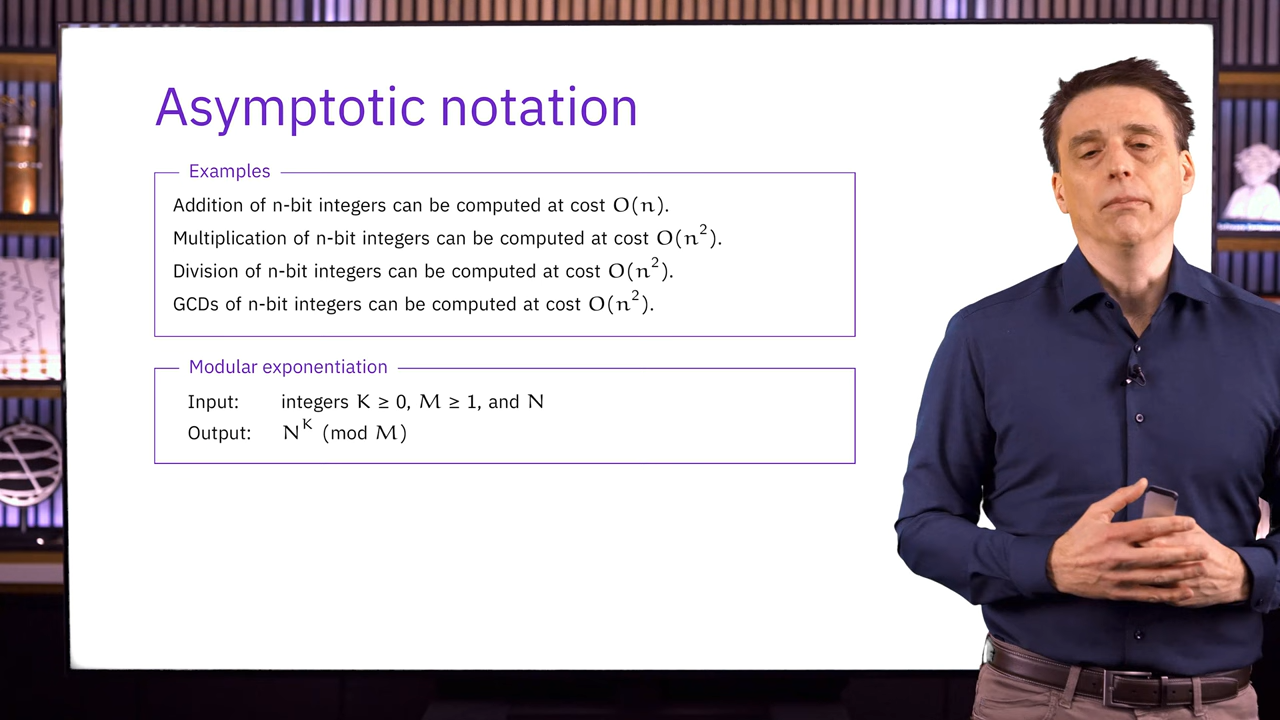 Asymptotic notation
Examples
Addition of n-bit integers can be computed at cost O(n).
Multiplication of n-bit integers can be computed at cost O(n²).
Division of n-bit integers can be computed at cost O(n²).
GCDs of n-bit integers can be computed at cost O(n²).
Modular exponentiation
Input: integers K ≥ 0, M ≥ 1, and N
Output: Nᴷ (mod M)